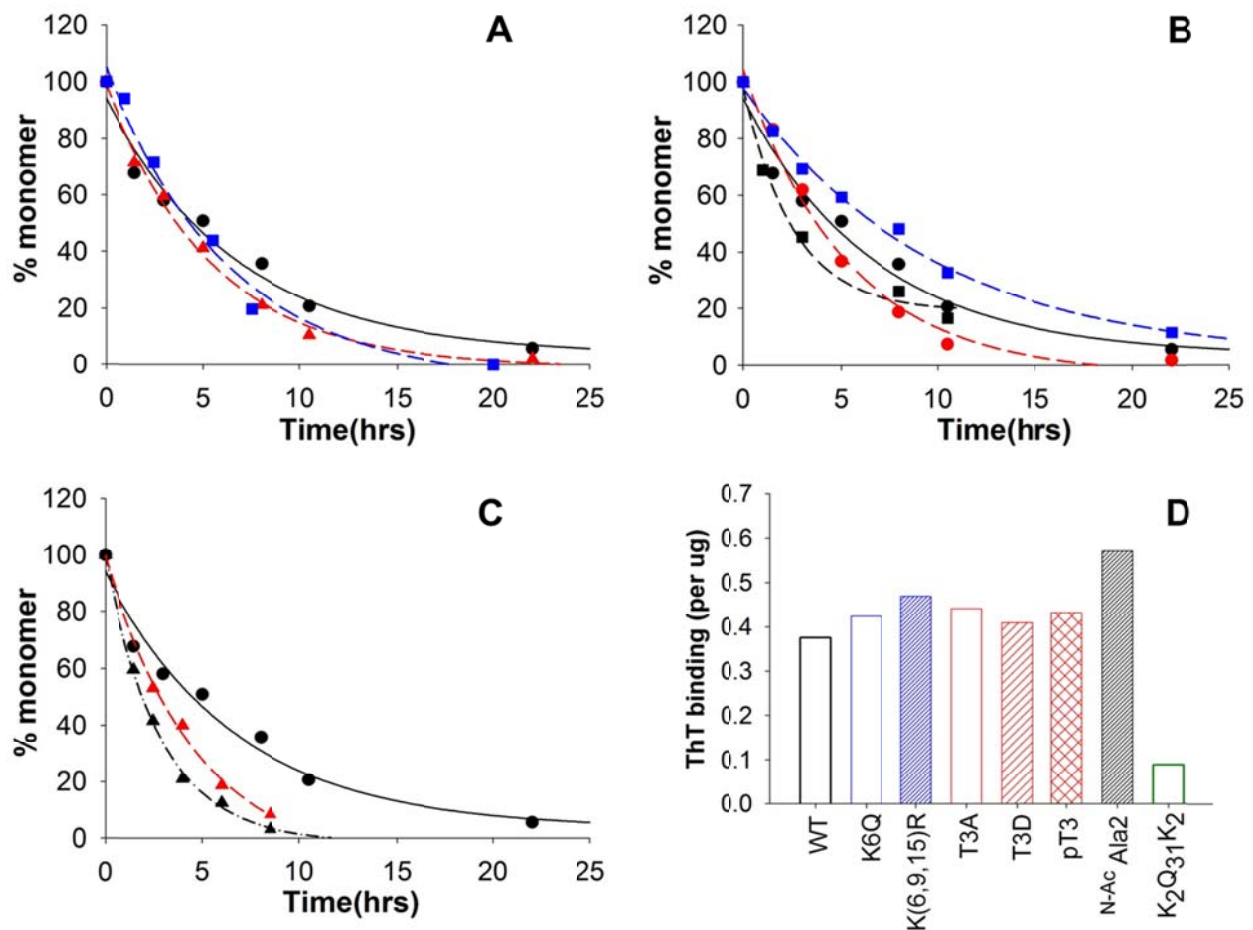 A
B
120
100
80
60
40
20
0
% monomer
0 5 10 15 20 25
Time(hrs)
120
100
80
60
40
20
0
% monomer
0 5 10 15 20 25
Time(hrs)
C
D
120
100
80
60
40
20
0
% monomer
0 5 10 15 20 25
Time(hrs)
0.7
0.6
0.5
0.4
0.3
0.2
0.1
0.0
ThT binding (per ug)
WT
K6Q
K(6,9,15)R
T3A
T3D
pT3
N-Ac Ala2
K2Q31K2